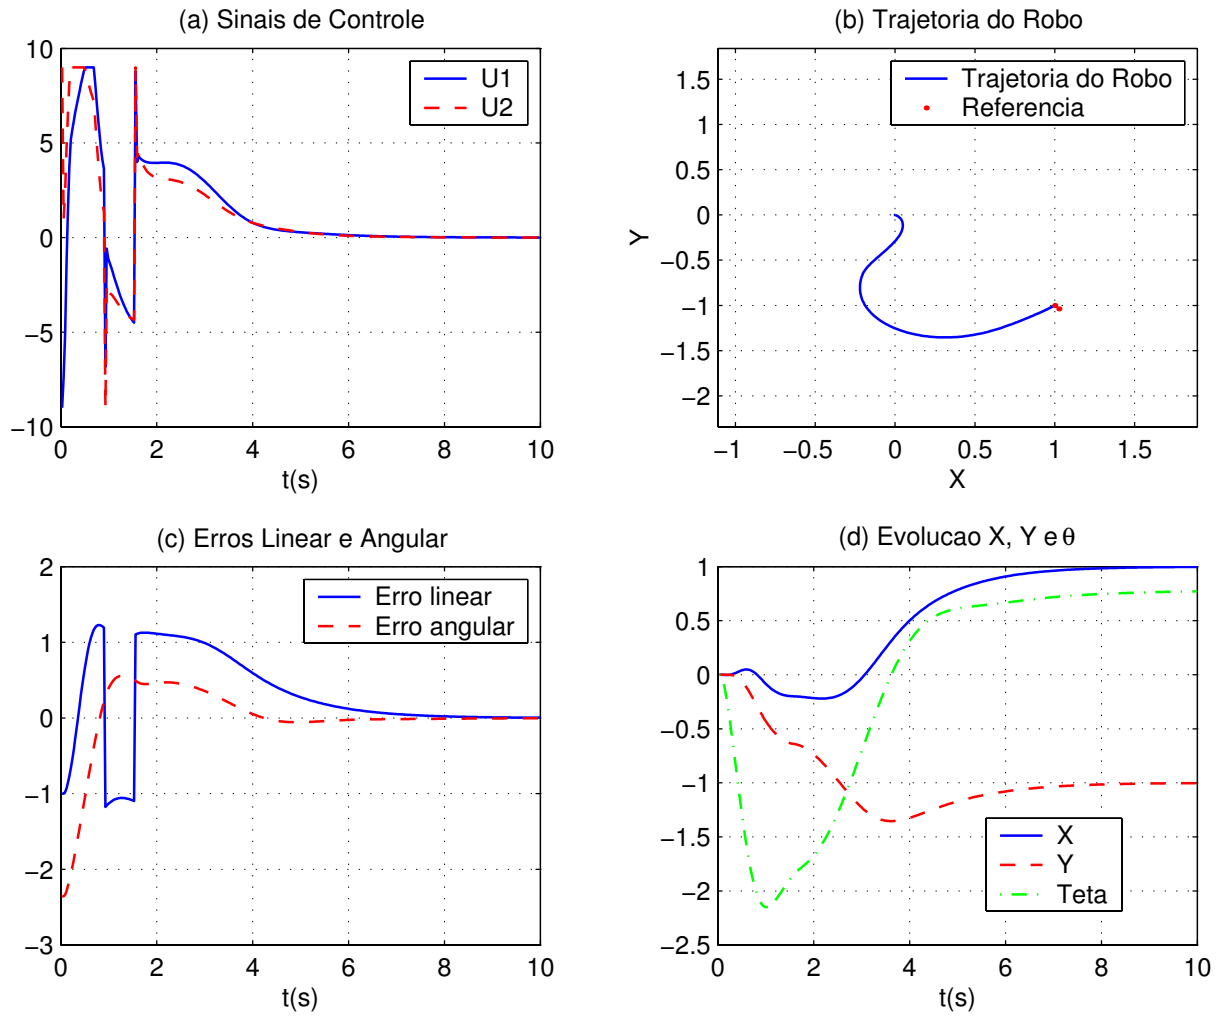 (a) Sinais de Controle
10
5
0
−5
−10
0 2 4 6 8 10
t(s)
U1
U2
(b) Trajetoria do Robo
1.5
1
0.5
0
−0.5
−1
−1.5
−2
Y
−1 −0.5 0 0.5 1 1.5
X
Trajetoria do Robo
Referencia
(c) Erros Linear e Angular
2
1
0
−1
−2
−3
0 2 4 6 8 10
t(s)
Erro linear
Erro angular
(d) Evolucao X, Y e θ
1
0.5
0
−0.5
−1
−1.5
−2
−2.5
0 2 4 6 8 10
t(s)
X
Y
Teta